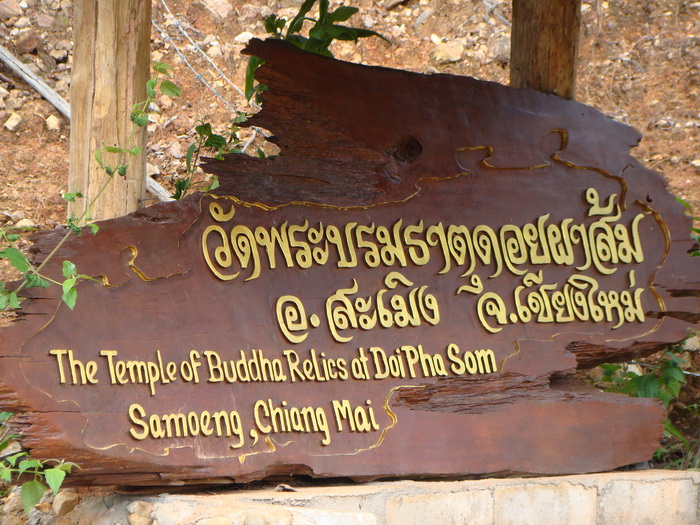 วัดพระบรมธาตุดอยผาส้ม
อ. สะเมิง จ.เชียงใหม่
The Temple of Buddha Relics at Doi Pha Som
Samoeng , Chiang Mai